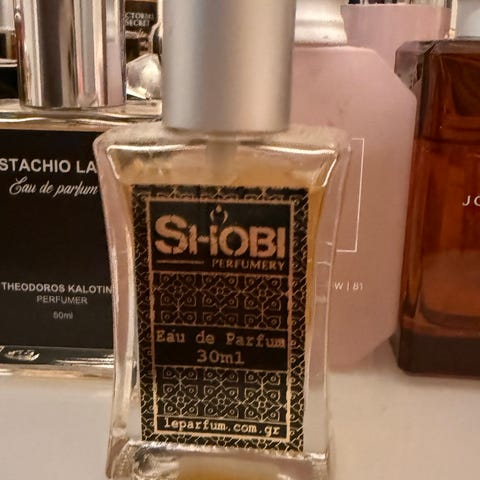 VICTORIA'S
SECRET
STACHIO LA
Eau de parfum
THEODOROS KALOTIN
PERFUMER
50ml
SHOBI
PERFUMERY
Eau de Parfum
30ml
leparfum.com.gr
W | 81
JO